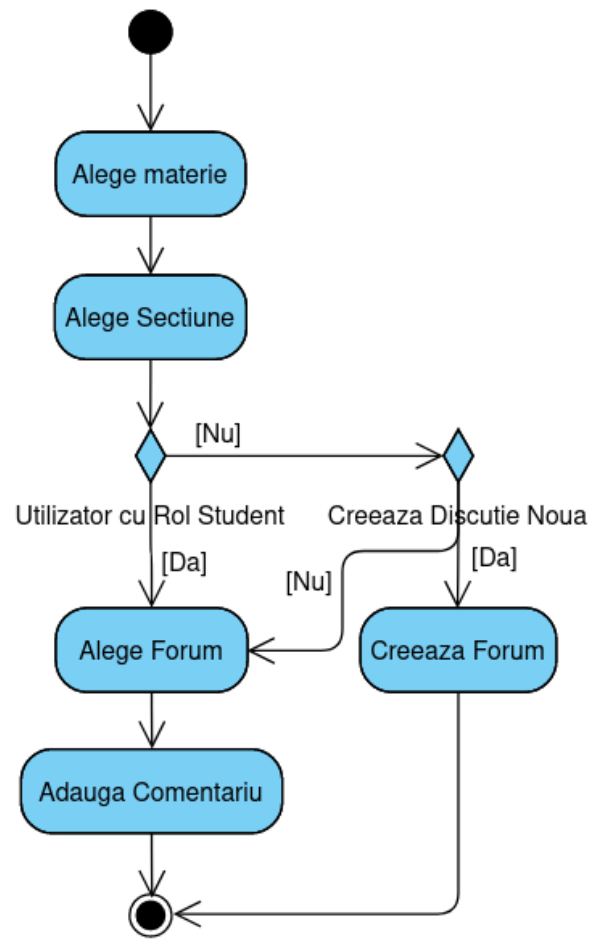 Alege materie
Alege Sectiune
[Nu]
Utilizator cu Rol Student
Creeaza Discutie Noua
[Da]
[Da]
[Nu]
Alege Forum
Creeaza Forum
Adauga Comentariu